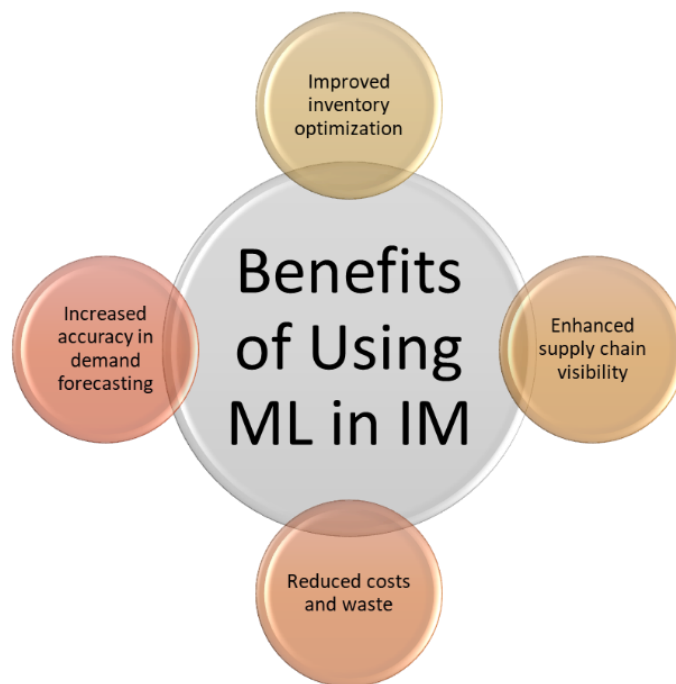 Improved
inventory
optimization
Benefits
of Using
ML in IM
Increased
accuracy in
demand
forecasting
Enhanced
supply chain
visibility
Reduced costs
and waste